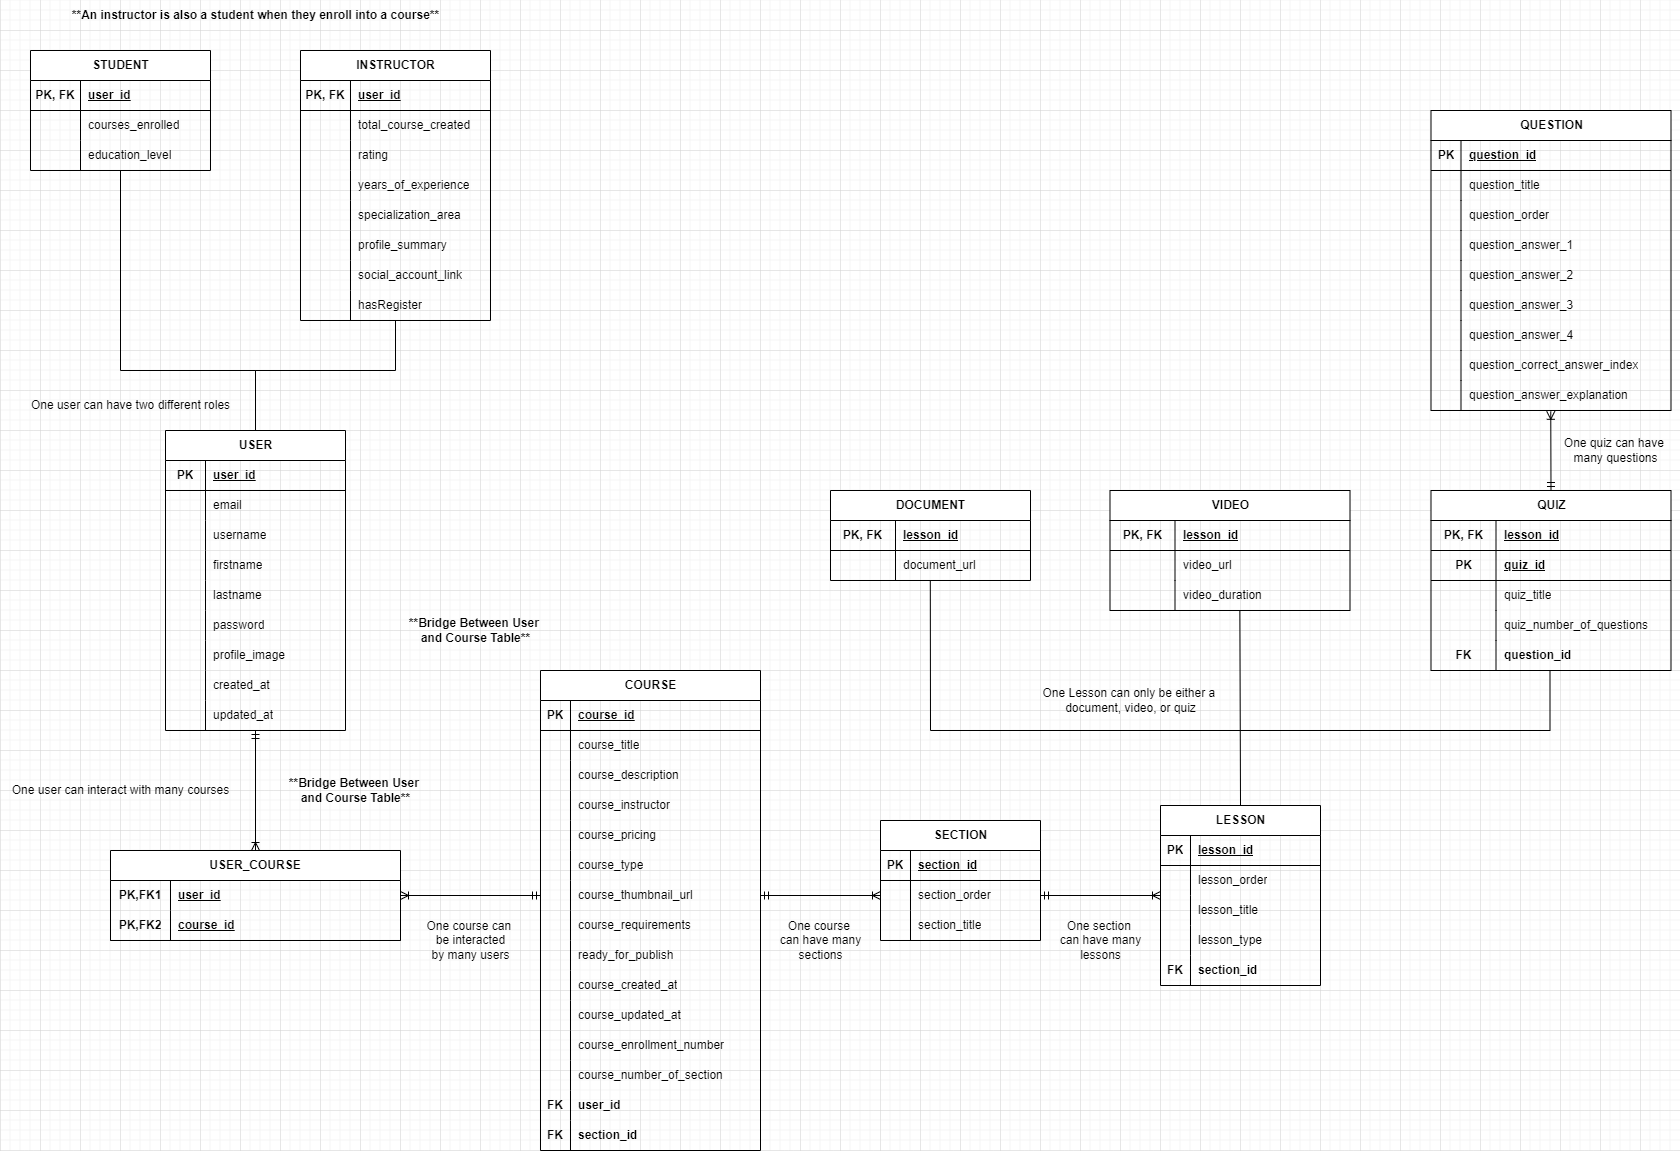 **An instructor is also a student when they enroll into a course**
STUDENT
PK, FK user_id
courses_enrolled
education_level
INSTRUCTOR
PK, FK user_id
total_course_created
rating
years_of_experience
specialization_area
profile_summary
social_account_link
hasRegister
One user can have two different roles
USER
PK user_id
email
username
firstname
lastname
password
profile_image
created_at
updated_at
One user can interact with many courses
**Bridge Between User
and Course Table**
USER_COURSE
PK,FK1 user_id
PK,FK2 course_id
**Bridge Between User
and Course Table**
One course can
be interacted
by many users
COURSE
PK course_id
course_title
course_description
course_instructor
course_pricing
course_type
course_thumbnail_url
course_requirements
ready_for_publish
course_created_at
course_updated_at
course_enrollment_number
course_number_of_section
FK user_id
FK section_id
One course
can have many
sections
SECTION
PK section_id
section_order
section_title
One section
can have many
lessons
LESSON
PK lesson_id
lesson_order
lesson_title
lesson_type
FK section_id
One Lesson can only be either a
document, video, or quiz
DOCUMENT
PK, FK lesson_id
document_url
VIDEO
PK, FK lesson_id
video_url
video_duration
QUIZ
PK, FK lesson_id
PK quiz_id
quiz_title
quiz_number_of_questions
FK question_id
One quiz can have
many questions
QUESTION
PK question_id
question_title
question_order
question_answer_1
question_answer_2
question_answer_3
question_answer_4
question_correct_answer_index
question_answer_explanation